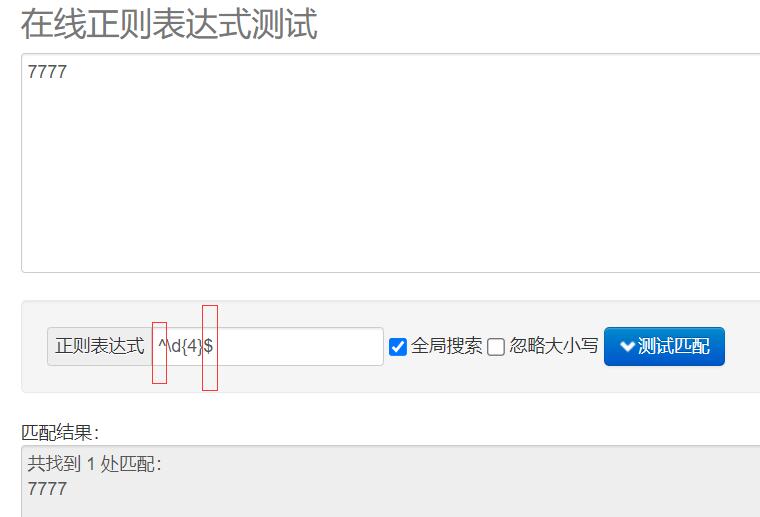 在线正则表达式测试
7777
正则表达式 ^\d{4}$ 全局搜索 忽略大小写 测试匹配
匹配结果：
共找到 1 处匹配：
7777